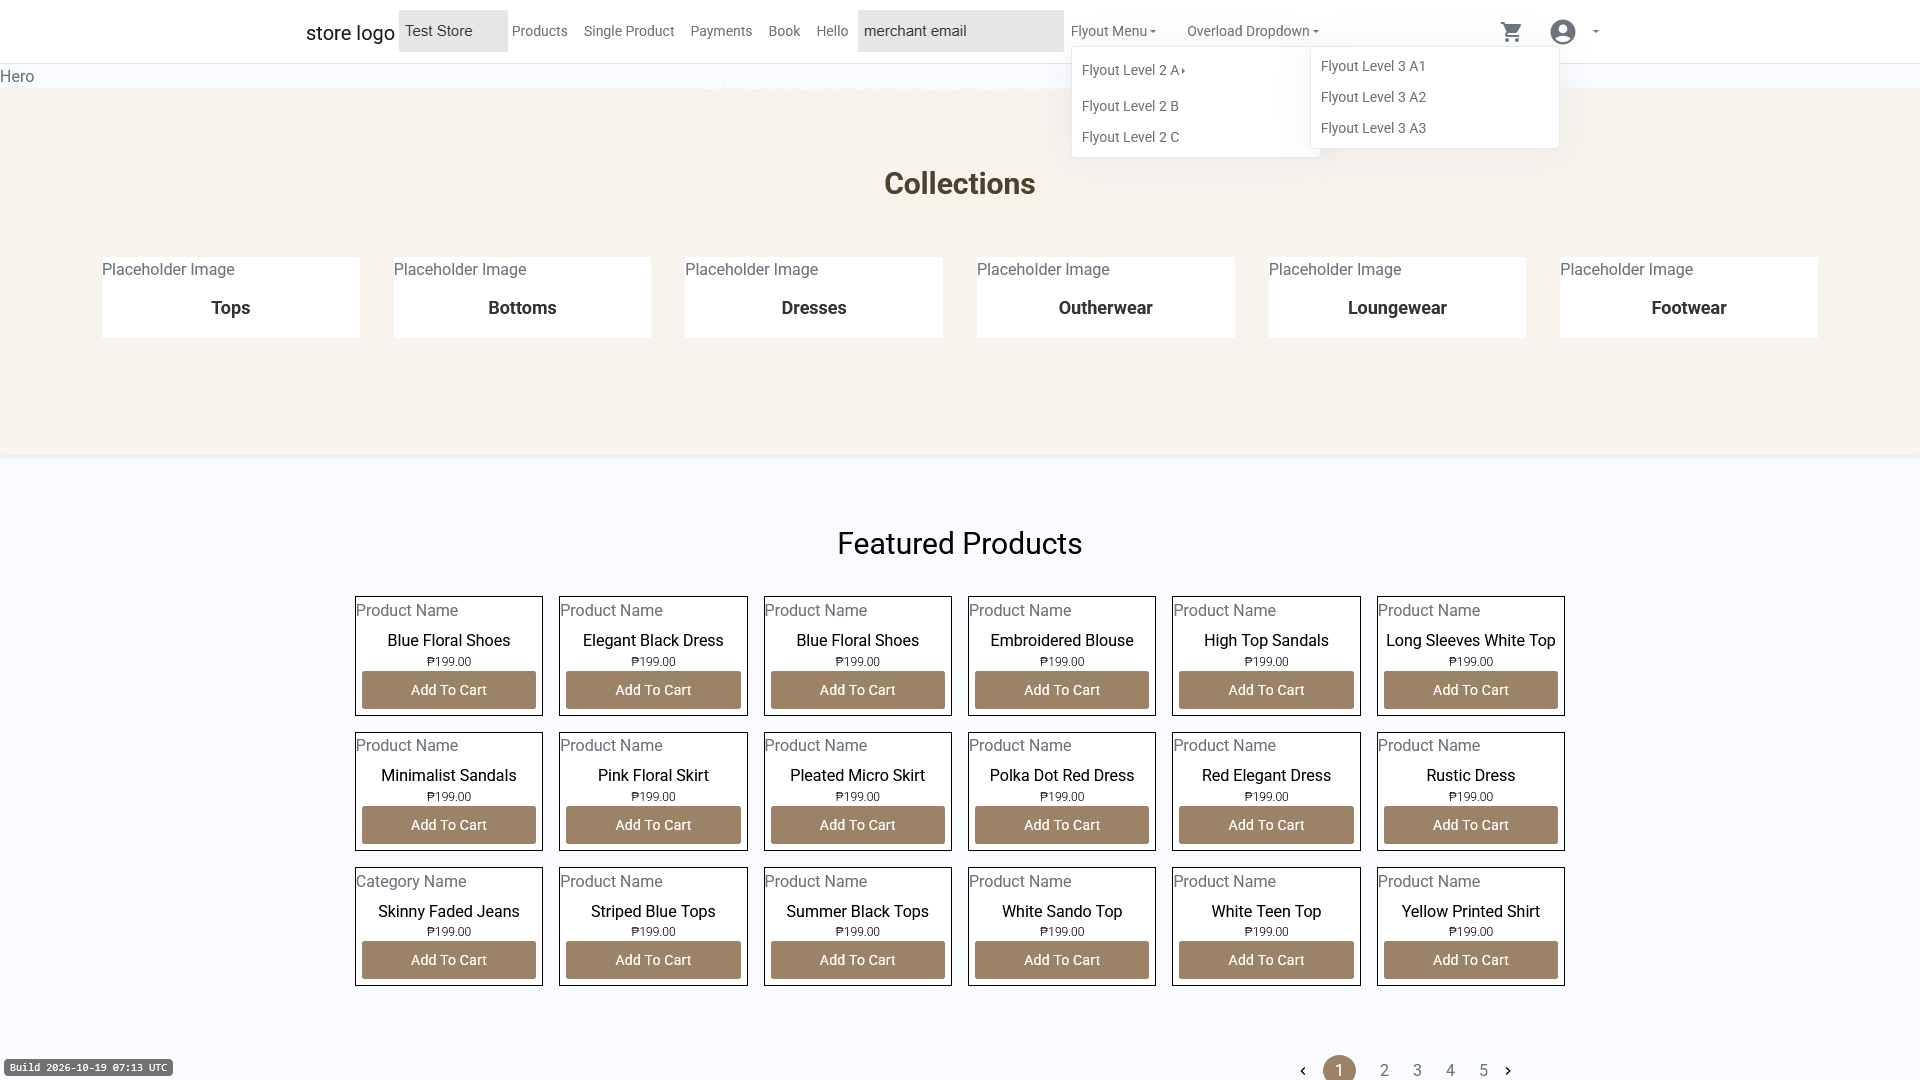 store logo Test Store Products Single Product Payments Book Hello merchant email Flyout Menu Overload Dropdown
Flyout Level 2 A
Flyout Level 2 B
Flyout Level 2 C
Flyout Level 3 A1
Flyout Level 3 A2
Flyout Level 3 A3
Hero
Collections
Placeholder Image Placeholder Image Placeholder Image Placeholder Image Placeholder Image Placeholder Image
Tops Bottoms Dresses Outherwear Loungewear Footwear
Featured Products
Product Name Product Name Product Name Product Name Product Name Product Name
Blue Floral Shoes Elegant Black Dress Blue Floral Shoes Embroidered Blouse High Top Sandals Long Sleeves White Top
₱199.00 ₱199.00 ₱199.00 ₱199.00 ₱199.00 ₱199.00
Add To Cart Add To Cart Add To Cart Add To Cart Add To Cart Add To Cart
Product Name Product Name Product Name Product Name Product Name Product Name
Minimalist Sandals Pink Floral Skirt Pleated Micro Skirt Polka Dot Red Dress Red Elegant Dress Rustic Dress
₱199.00 ₱199.00 ₱199.00 ₱199.00 ₱199.00 ₱199.00
Add To Cart Add To Cart Add To Cart Add To Cart Add To Cart Add To Cart
Category Name Product Name Product Name Product Name Product Name Product Name
Skinny Faded Jeans Striped Blue Tops Summer Black Tops White Sando Top White Teen Top Yellow Printed Shirt
₱199.00 ₱199.00 ₱199.00 ₱199.00 ₱199.00 ₱199.00
Add To Cart Add To Cart Add To Cart Add To Cart Add To Cart Add To Cart
Build 2026-10-19 07:13 UTC
1 2 3 4 5